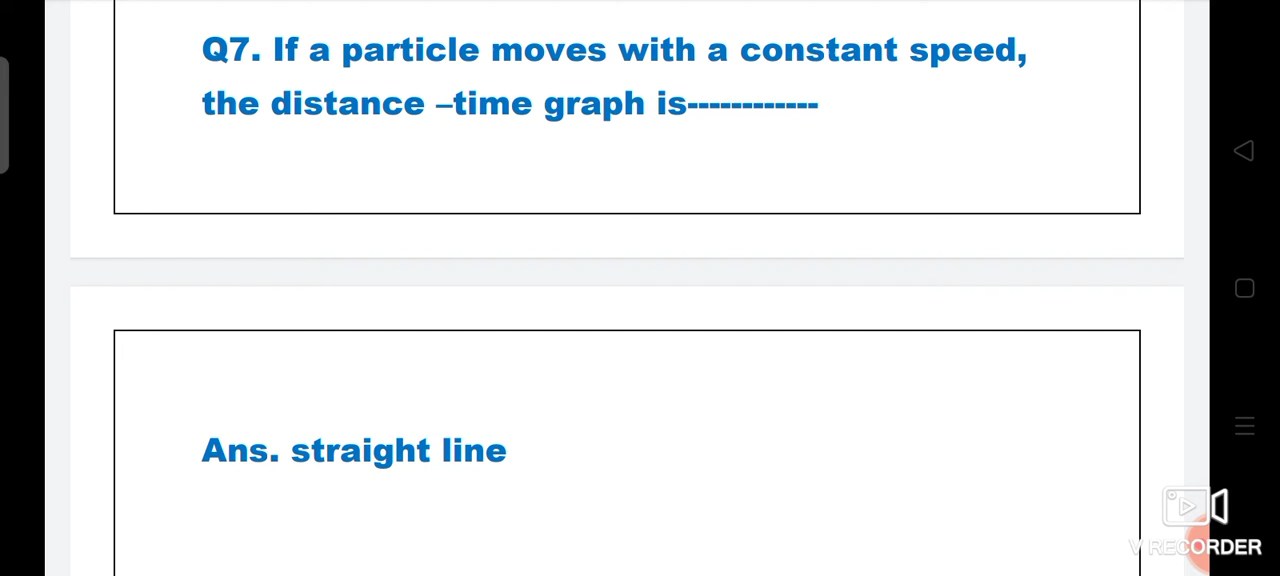 Q7. If a particle moves with a constant speed,
the distance –time graph is------------
Ans. straight line
V RECORDER